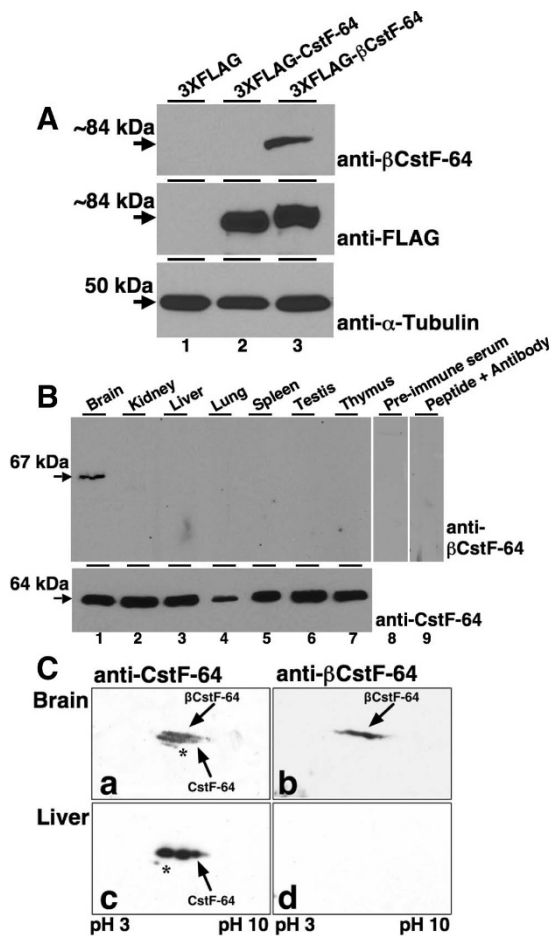 3XFLAG
3XFLAG-CstF-64
3XFLAG-βCstF-64
A
~84 kDa
anti-βCstF-64
~84 kDa
anti-FLAG
50 kDa
anti-α-Tubulin
1 2 3
B
Brain Kidney Liver Lung Spleen Testis Thymus Pre-immune serum Peptide + Antibody
67 kDa
anti-
βCstF-64
64 kDa
anti-CstF-64
1 2 3 4 5 6 7 8 9
C
anti-CstF-64 anti-βCstF-64
Brain
βCstF-64 βCstF-64
*
CstF-64
a b
Liver
*
CstF-64
c d
pH 3 pH 10 pH 3 pH 10